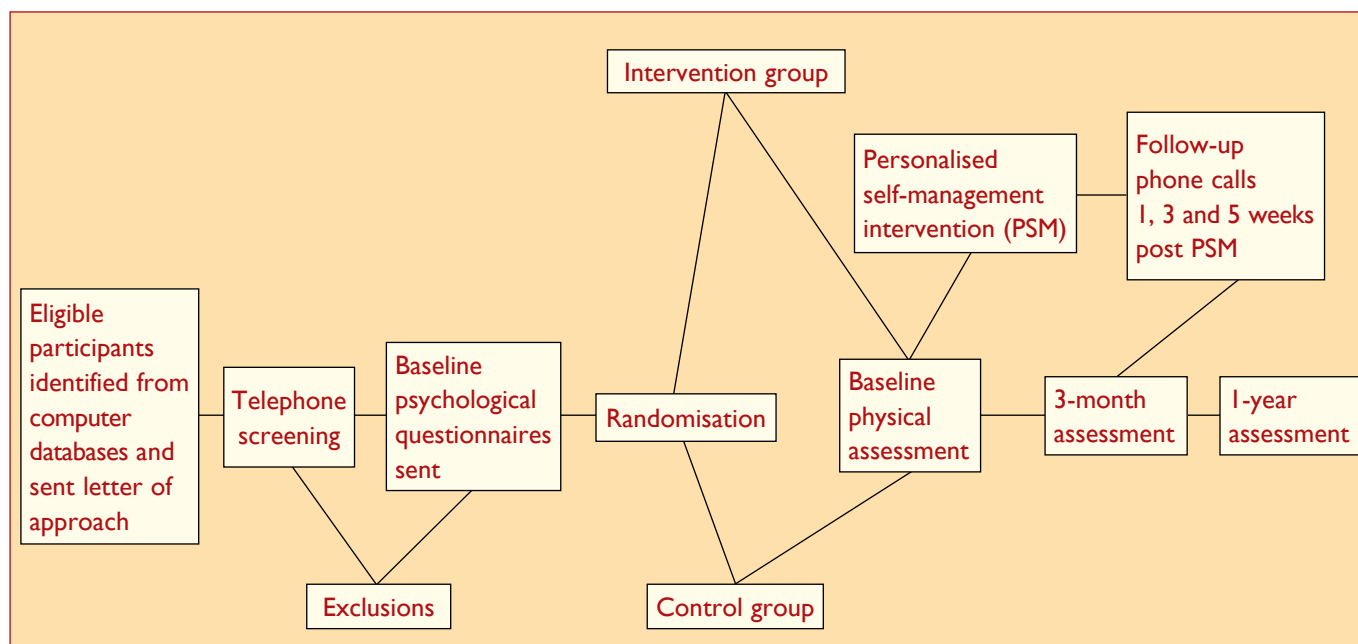 Eligible
participants
identified from
computer
databases and
sent letter of
approach
Telephone
screening
Exclusions
Baseline
psychological
questionnaires
sent
Randomisation
Intervention group
Control group
Baseline
physical
assessment
Personalised
self-management
intervention (PSM)
Follow-up
phone calls
1, 3 and 5 weeks
post PSM
3-month
assessment
1-year
assessment